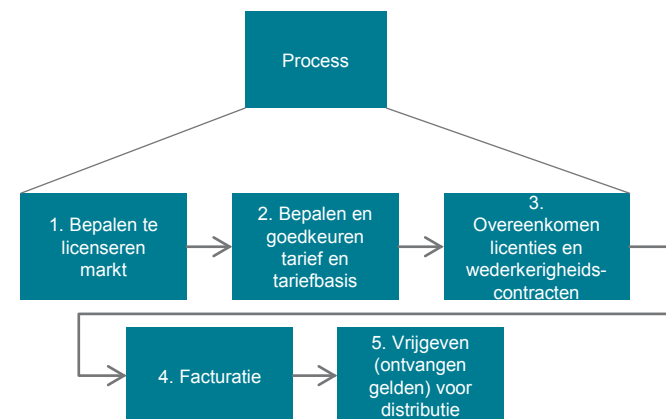 Process
1. Bepalen te
licenseren
markt
2. Bepalen en
goedkeuren
tarief en
tariefbasis
3.
Overeenkomen
licenties en
wederkerigheids-
contracten
4. Facturatie
5. Vrijgeven
(ontvangen
gelden) voor
distributie